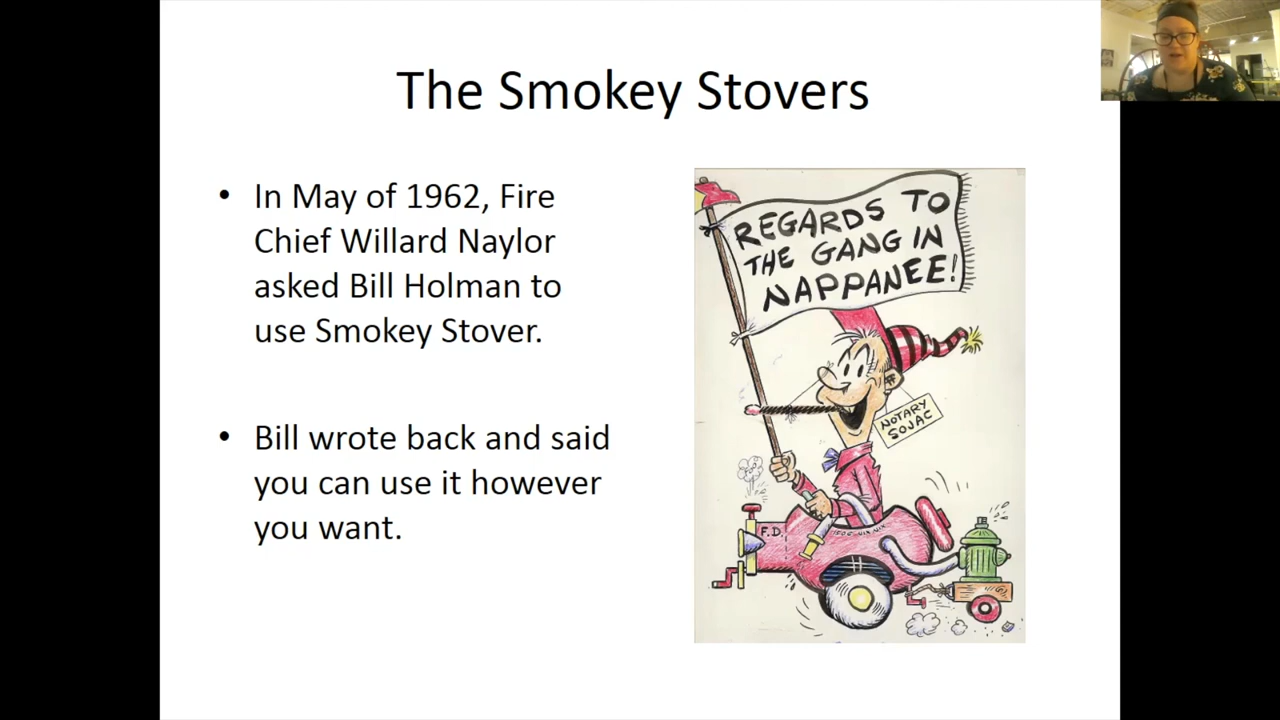 The Smokey Stovers
• In May of 1962, Fire
Chief Willard Naylor
asked Bill Holman to
use Smokey Stover.
• Bill wrote back and said
you can use it however
you want.
REGARDS TO
THE GANG IN
NAPPANEE!
NOTARY
SOJAC
F.D.